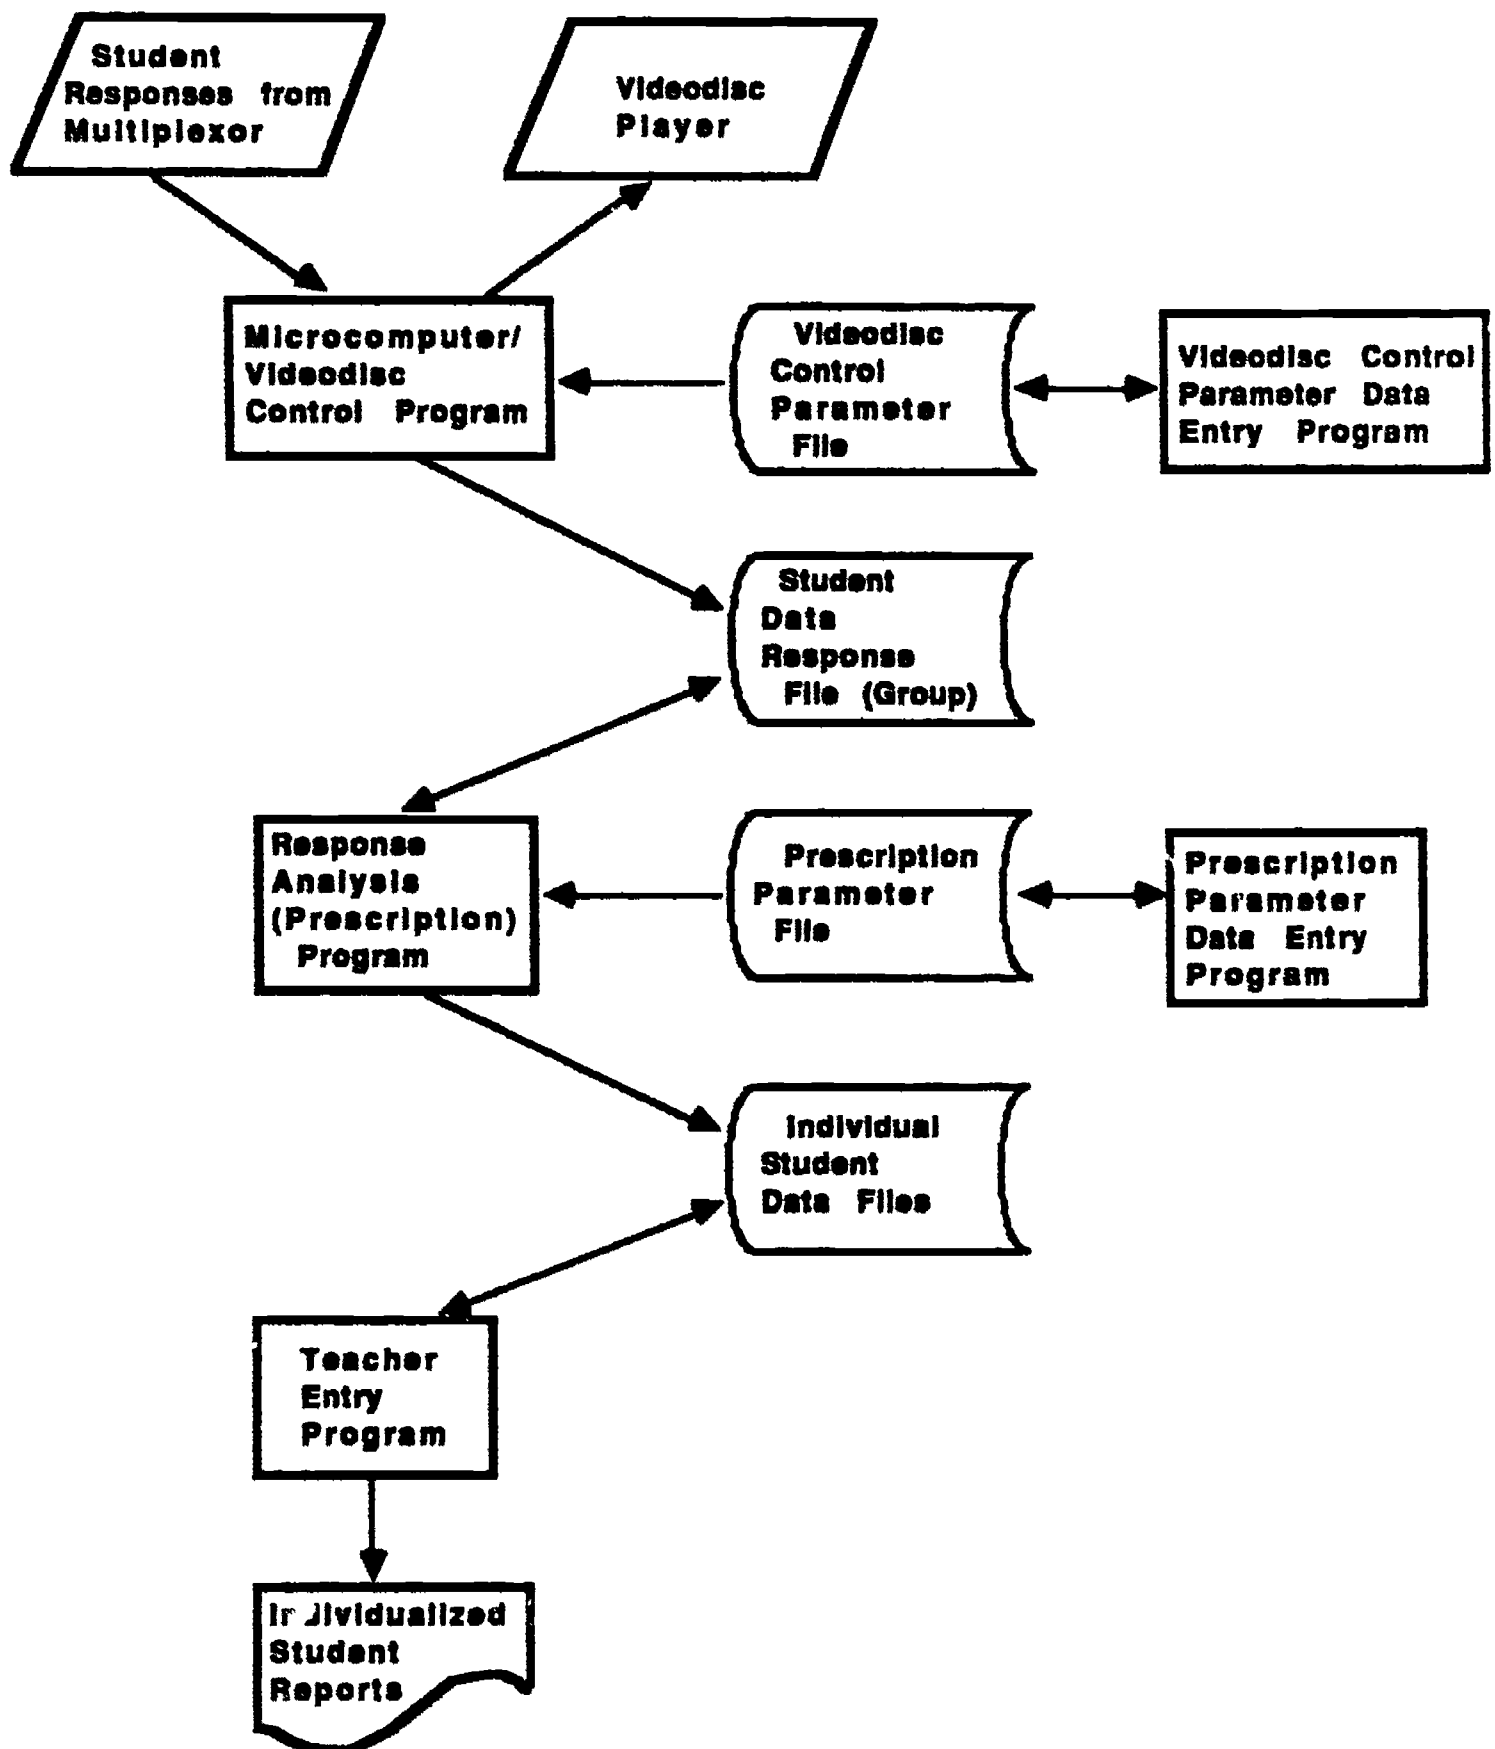 Student
Responses from
Multiplexor
Videodisc
Player
Microcomputer/
Videodisc
Control Program
Videodisc
Control
Parameter
File
Videodisc Control
Parameter Data
Entry Program
Student
Data
Response
File (Group)
Response
Analysis
(Prescription)
Program
Prescription
Parameter
File
Prescription
Parameter
Data Entry
Program
Individual
Student
Data Files
Teacher
Entry
Program
Individualized
Student
Reports